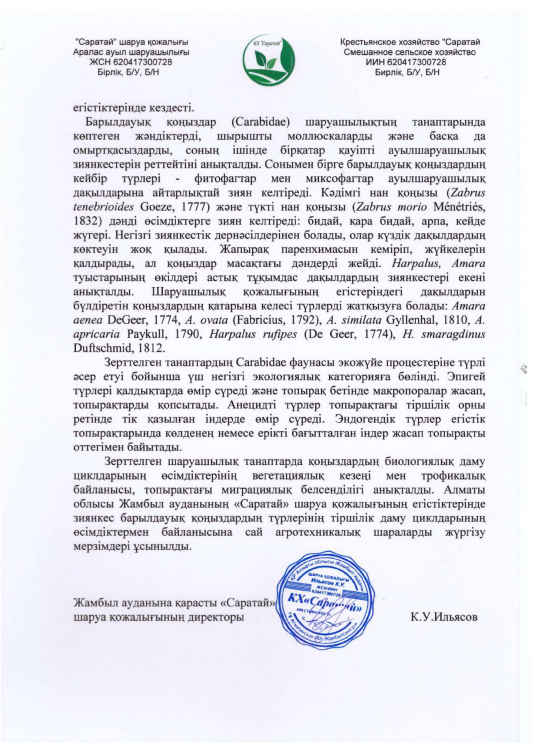 "Саратай" шаруа қожалығы
Аралас ауыл шаруашылығы
ЖСН 620417300728
Бірлік, Б/У, Б/Н
КУ "Саратай"
Крестьянское хозяйство "Саратай
Смешанное сельское хозяйство
ИИН 620417300728
Бирлик, Б/У, Б/Н
егістіктерінде кездесті.
Барылдауық қоңыздар (Carabidae) шаруашылықтың танаптарында
көптеген жәндіктерді, шырышты моллюскаларды және басқа да
омыртқасыздарды, соның ішінде бірқатар қауіпті ауылшаруашылық
зиянкестерін реттейтіні анықталды. Сонымен бірге барылдауық қоңыздардың
кейбір түрлері - фитофагтар мен миксофагтар ауылшаруашылық
дақылдарына айтарлықтай зиян келтіреді. Кәдімгі нан қоңызы (Zabrus
tenebrioides Goeze, 1777) және түкті нан қоңызы (Zabrus morio Ménétriés,
1832) дәнді өсімдіктерге зиян келтіреді: бидай, қара бидай, арпа, кейде
жүгері. Негізгі зиянкестік дернәсілдерінен болады, олар күздік дақылдардың
көктеуін жоқ қылады. Жапырақ паренхимасын кеміріп, жүйкелерін
қалдырады, ал қоңыздар масақтағы дәндерді жейді. Harpalus, Amara
туыстарының өкілдері астық тұқымдас дақылдардың зиянкестері екені
анықталды. Шаруашылық қожалығының егістеріндегі дақылдарын
бүлдіретін қоңыздардың қатарына келесі түрлерді жатқызуға болады: Amara
aenea DeGeer, 1774, A. ovata (Fabricius, 1792), A. similata Gyllenhal, 1810, A.
apricaria Paykull, 1790, Harpalus rufipes (De Geer, 1774), H. smaragdinus
Duftschmid, 1812.
Зерттелген танаптардың Carabidae фаунасы экожүйе процестеріне түрлі
әсер етуі бойынша үш негізгі экологиялық категорияға бөлінді. Эпигей
түрлері қалдықтарда өмір сүреді және топырақ бетінде макропоралар жасап,
топырақтарды қопсытады. Анецидті түрлер топырақтағы тіршілік орны
ретінде тік қазылған індерде өмір сүреді. Эндогендік түрлер егістік
топырақтарында көлденең немесе ерікті бағытталған індер жасап топырақты
оттегімен байытады.
Зерттелген шаруашылық танаптарда қоңыздардың биологиялық даму
циклдарының өсімдіктерінің вегетациялық кезеңі мен трофикалық
байланысы, топырақтағы миграциялық белсенділігі анықталды. Алматы
облысы Жамбыл ауданының «Саратай» шаруа қожалығының егістіктерінде
зиянкес барылдауық қоңыздардың түрлерінің тіршілік даму циклдарының
өсімдіктермен байланысына сай агротехникалық шараларды жүргізу
мерзімдері ұсынылды.
Жамбыл ауданына қарасты «Саратай»
шаруа қожалығының директоры
К.У.Ильясов
ШАРУА ҚОЖАЛЫҒЫ
Ильясов К.У.
620417300728
КХ«Саратай»